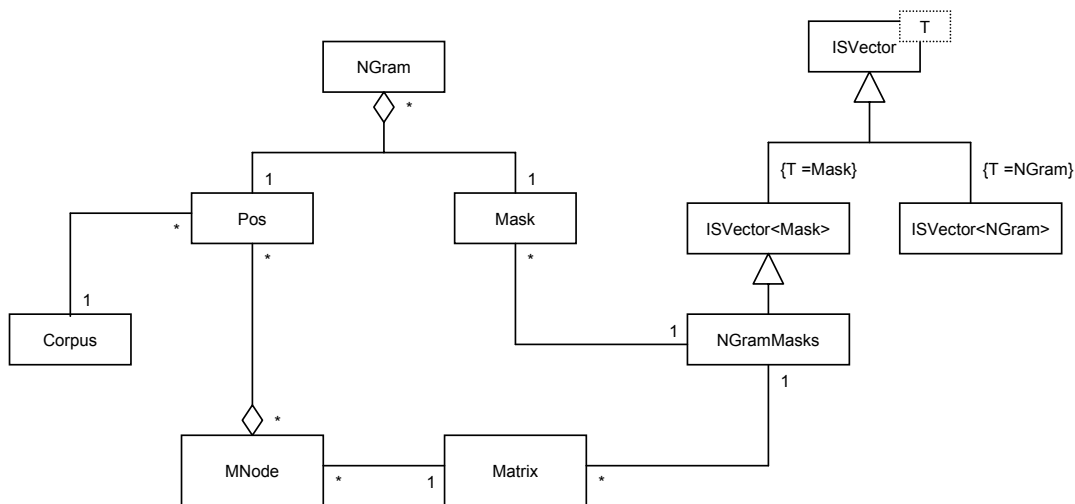 T
ISVector
NGram
*
{T =Mask}
{T =NGram}
1
1
Pos
Mask
ISVector<Mask>
ISVector<NGram>
*
*
*
1
Corpus
1
NGramMasks
1
*
MNode
Matrix
*
1
*